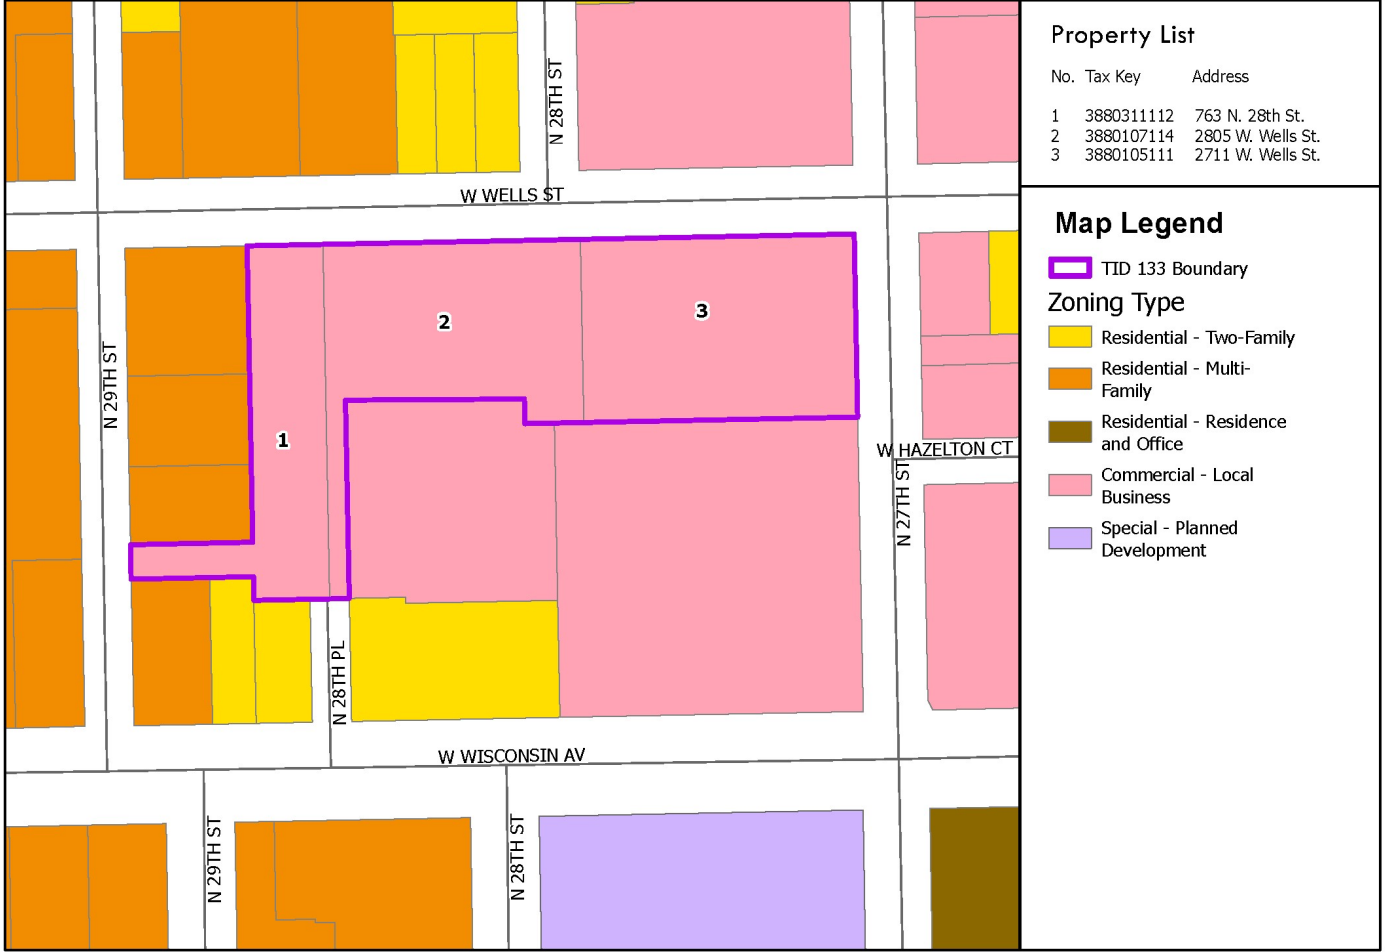 Property List
No. Tax Key Address
1 3880311112 763 N. 28th St.
2 3880107114 2805 W. Wells St.
3 3880105111 2711 W. Wells St.
Map Legend
TID 133 Boundary
Zoning Type
Residential - Two-Family
Residential - Multi-
Family
Residential - Residence
and Office
Commercial - Local
Business
Special - Planned
Development
N 28TH ST
W WELLS ST
N 29TH ST
1
2
3
W HAZELTON CT
N 27TH ST
N 28TH PL
W WISCONSIN AV
N 29TH ST
N 28TH ST